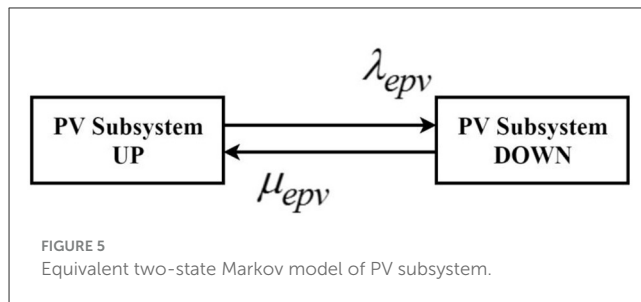 λepv
PV Subsystem
UP
PV Subsystem
DOWN
μepv
FIGURE 5
Equivalent two-state Markov model of PV subsystem.